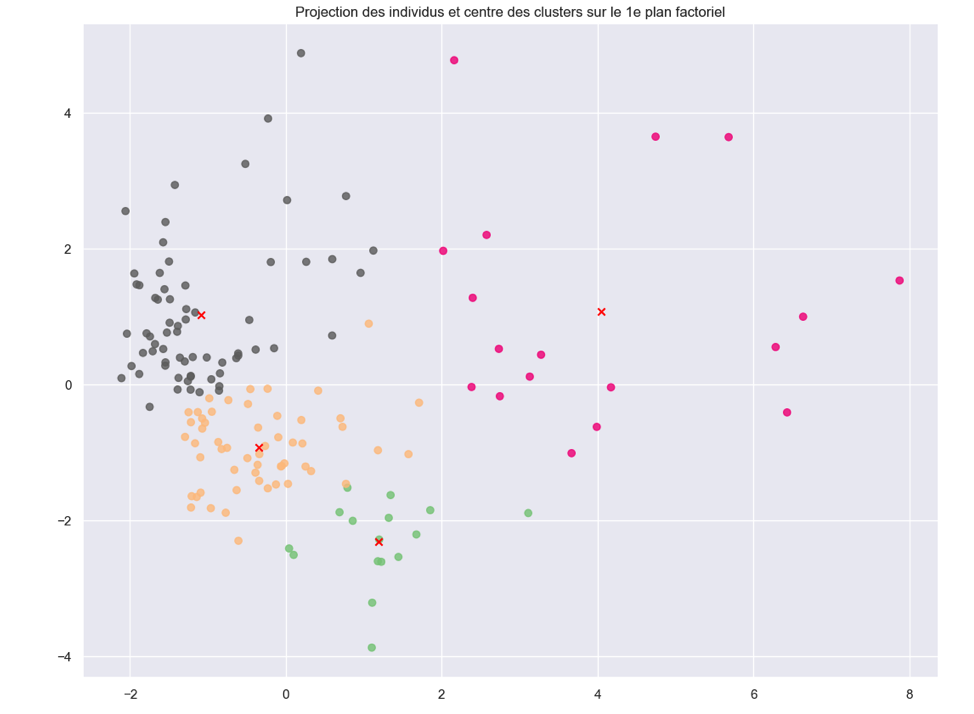 Projection des individus et centre des clusters sur le 1e plan factoriel
4
2
0
−2
−4
−2 0 2 4 6 8